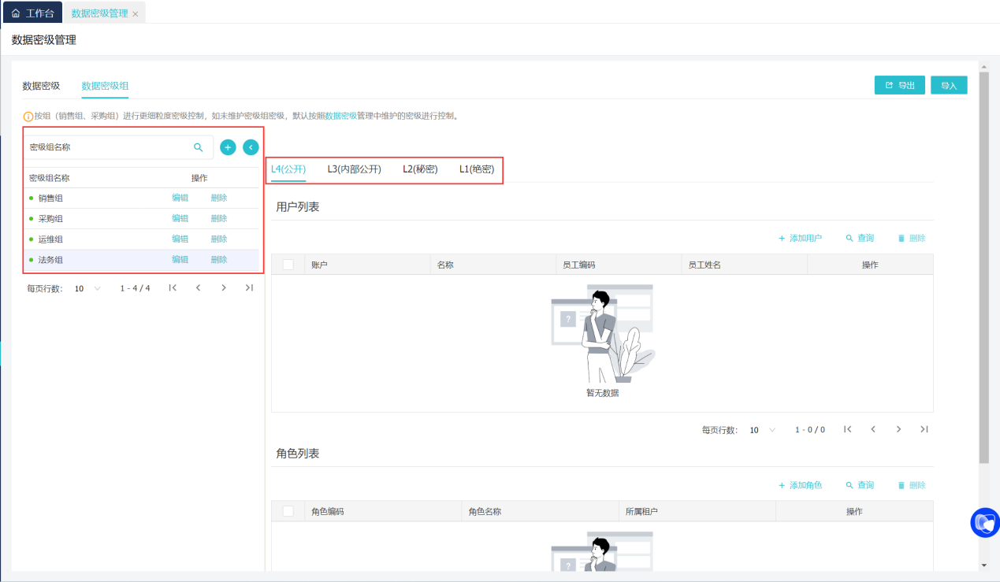 工作台 数据密级管理
数据密级管理
数据密级 数据密级组 导出 导入
按组（销售组、采购组）进行更细粒度密级控制，如未维护密级组密级，默认按照数据密级管理中维护的密级进行控制。
密级组名称
密级组名称 操作
销售组 编辑 删除
采购组 编辑 删除
运维组 编辑 删除
法务组 编辑 删除
每页行数: 10 1 - 4 / 4
L4(公开) L3(内部公开) L2(秘密) L1(绝密)
用户列表
+ 添加用户 查询 删除
账户 名称 员工编码 员工姓名 操作
?
暂无数据
每页行数: 10 1 - 0 / 0
角色列表
+ 添加角色 查询 删除
角色编码 角色名称 所属租户 操作
?